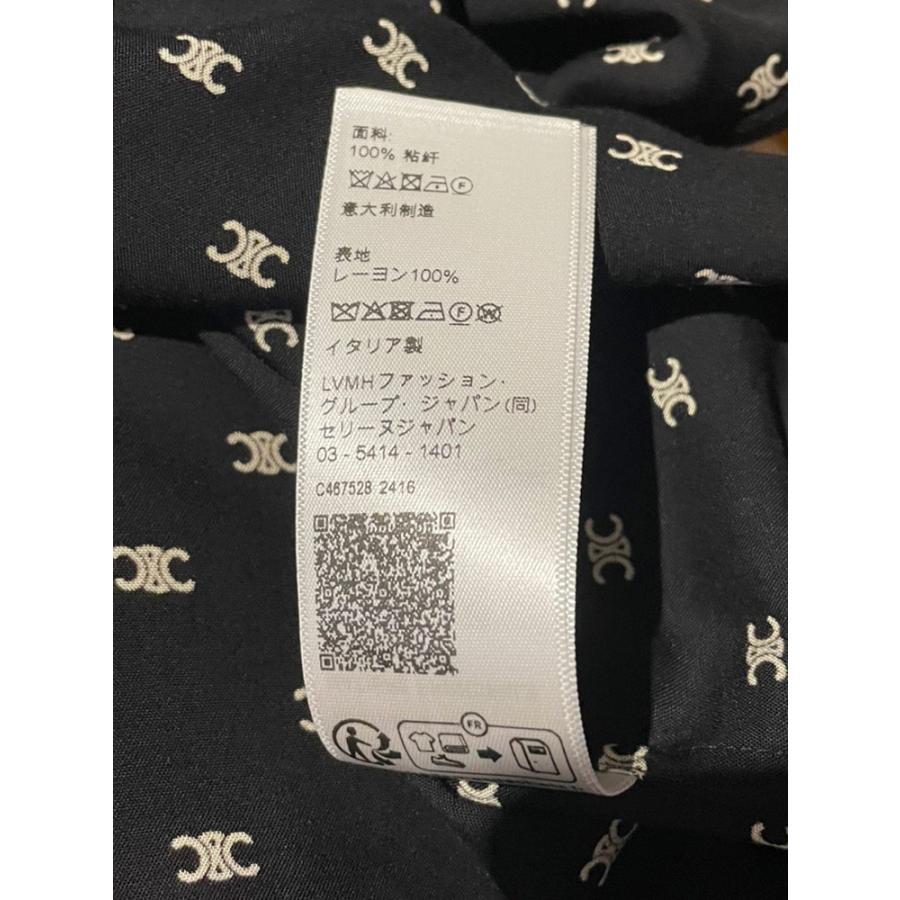 面料:
100% 粘纤
意大利制造
表地
レーヨン100%
イタリア製
LVMHファッション・
グループ・ジャパン(同)
セリーヌジャパン
03 - 5414 - 1401
C467528 2416
FR